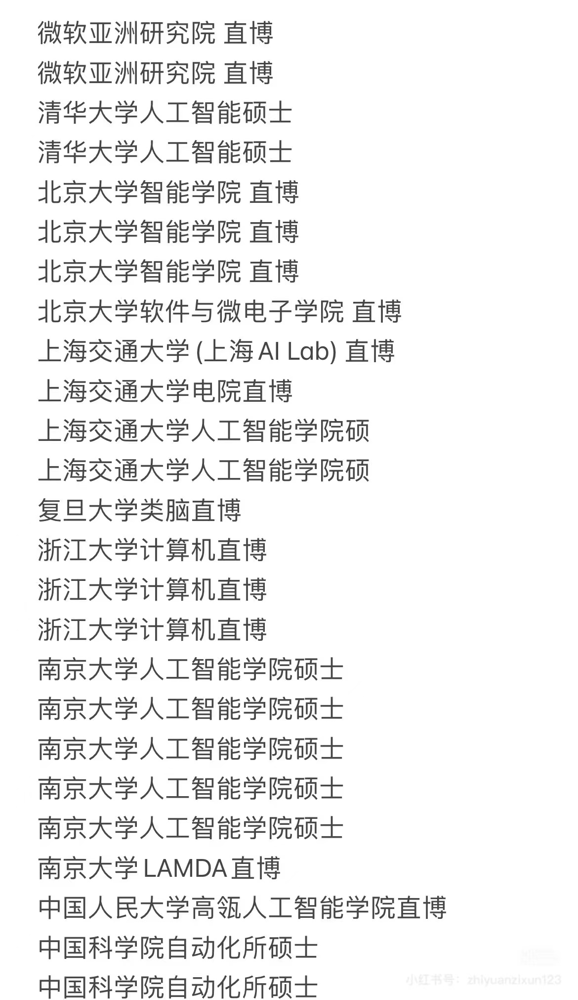 微软亚洲研究院 直博
微软亚洲研究院 直博
清华大学人工智能硕士
清华大学人工智能硕士
北京大学智能学院 直博
北京大学智能学院 直博
北京大学智能学院 直博
北京大学软件与微电子学院 直博
上海交通大学(上海AI Lab) 直博
上海交通大学电院直博
上海交通大学人工智能学院硕
上海交通大学人工智能学院硕
复旦大学类脑直博
浙江大学计算机直博
浙江大学计算机直博
浙江大学计算机直博
南京大学人工智能学院硕士
南京大学人工智能学院硕士
南京大学人工智能学院硕士
南京大学人工智能学院硕士
南京大学人工智能学院硕士
南京大学LAMDA直博
中国人民大学高瓴人工智能学院直博
中国科学院自动化所硕士
中国科学院自动化所硕士
小红书号：zhiyuanzixun123